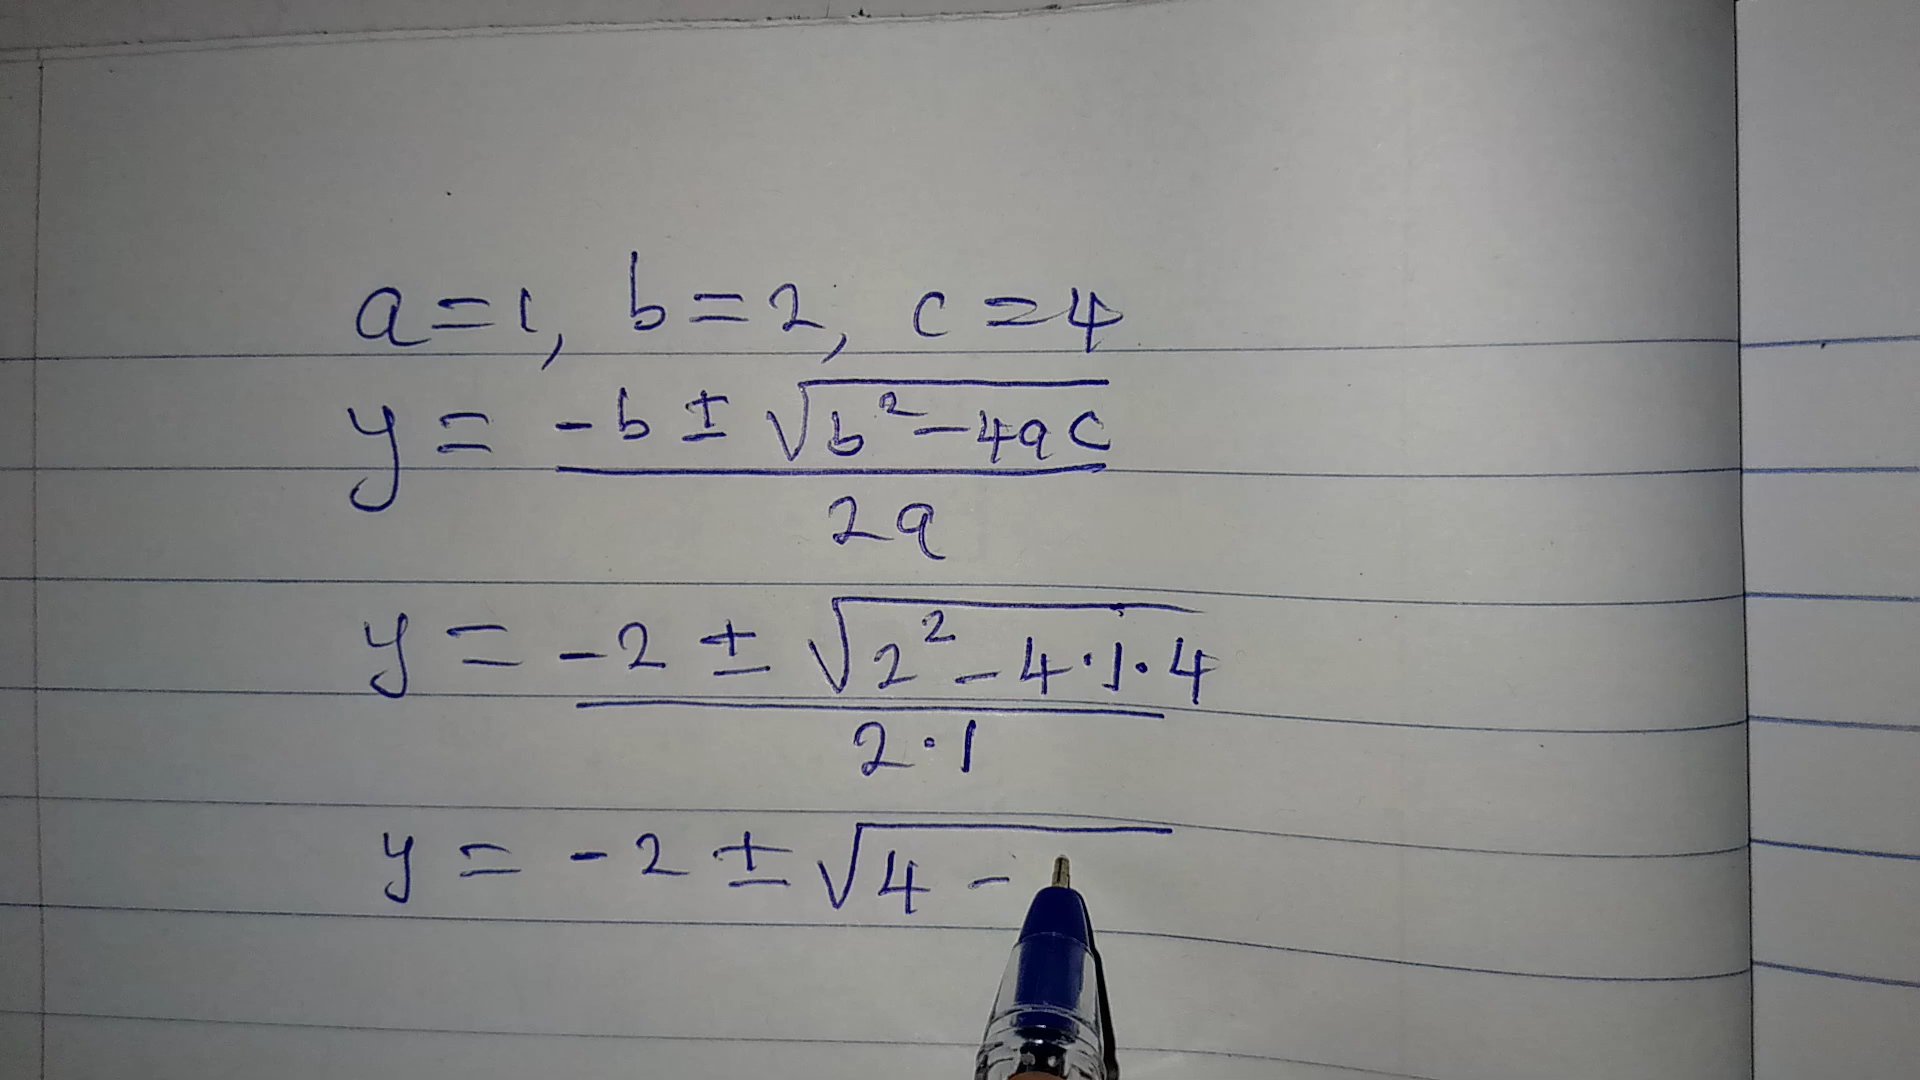 a=1, b=2, c=4
y = -b ± √b²-4ac
2a
y = -2 ± √2²-4·1·4
2·1
y = -2 ± √4 -